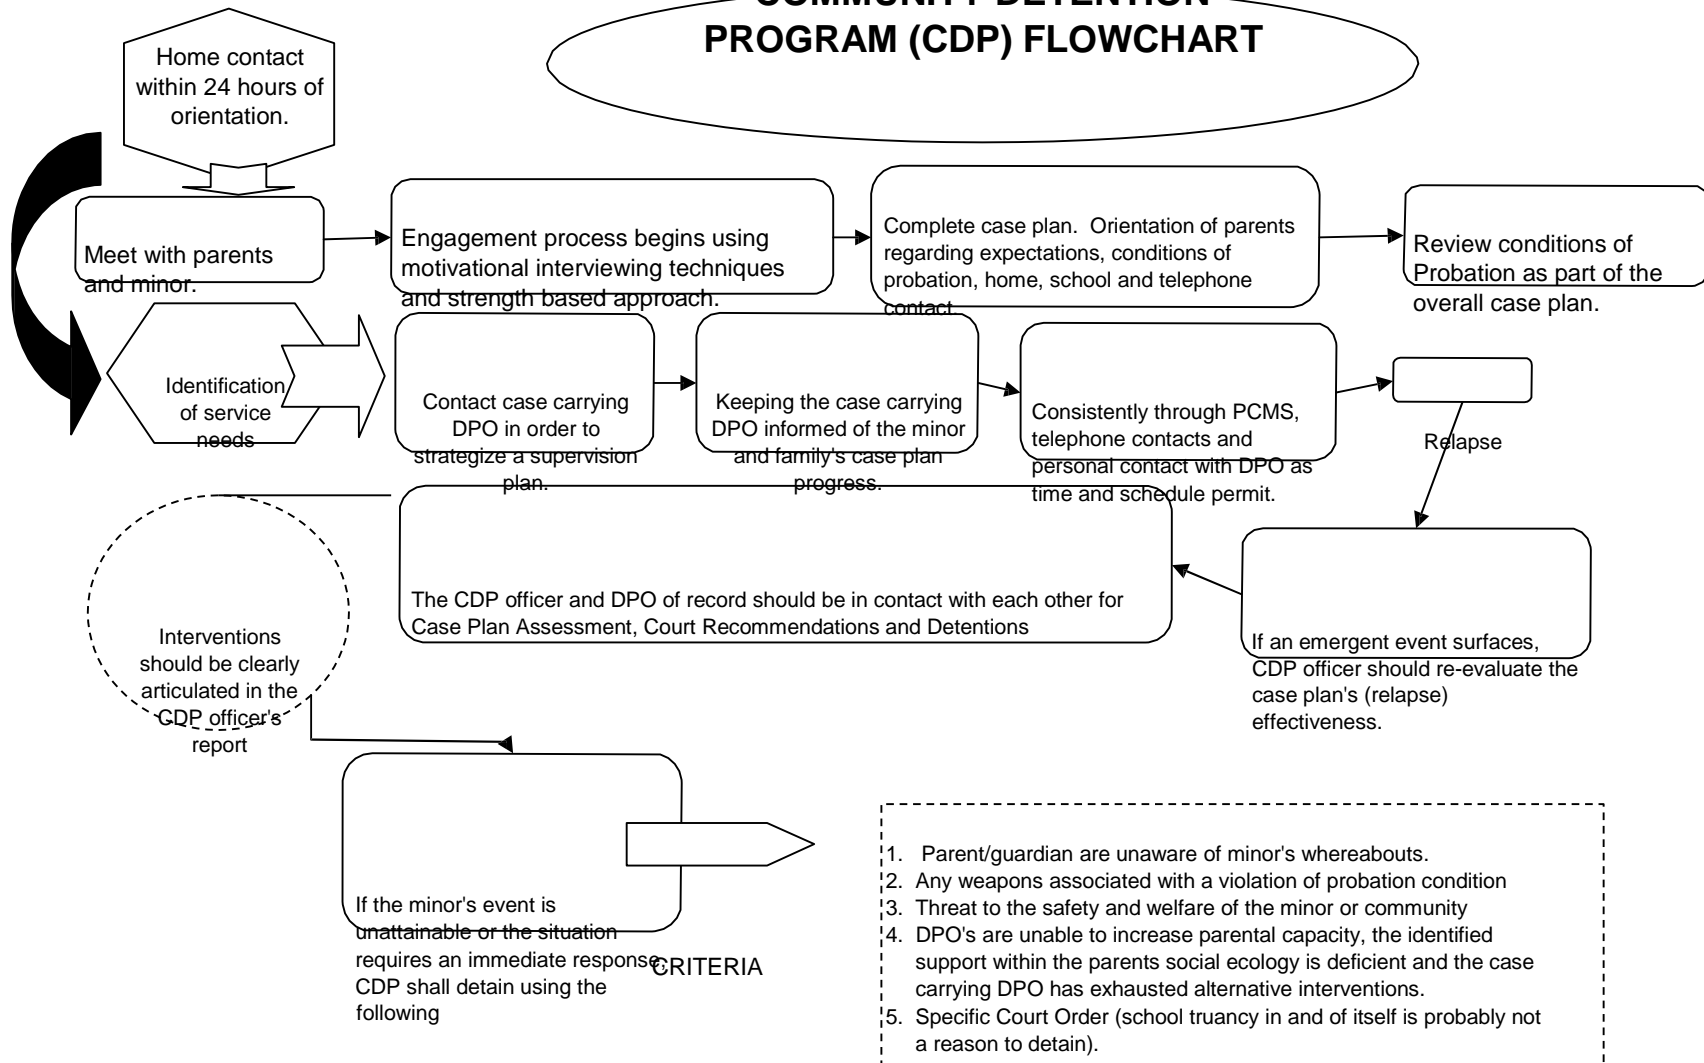 COMMUNITY DETENTION
PROGRAM (CDP) FLOWCHART
Home contact
within 24 hours of
orientation.
Meet with parents
and minor.
Engagement process begins using
motivational interviewing techniques
and strength based approach.
Complete case plan.  Orientation of parents
regarding expectations, conditions of
probation, home, school and telephone
contact.
Review conditions of
Probation as part of the
overall case plan.
Identification
of service
needs
Contact case carrying
DPO in order to
strategize a supervision
plan.
Keeping the case carrying
DPO informed of the minor
and family's case plan
progress.
Consistently through PCMS,
telephone contacts and
personal contact with DPO as
time and schedule permit.
Relapse
If an emergent event surfaces,
CDP officer should re-evaluate the
case plan's (relapse)
effectiveness.
The CDP officer and DPO of record should be in contact with each other for
Case Plan Assessment, Court Recommendations and Detentions
Interventions
should be clearly
articulated in the
CDP officer's
report
If the minor's event is
unattainable or the situation
requires an immediate response,
CDP shall detain using the
following
CRITERIA
1. Parent/guardian are unaware of minor's whereabouts.
2. Any weapons associated with a violation of probation condition
3. Threat to the safety and welfare of the minor or community
4. DPO's are unable to increase parental capacity, the identified
support within the parents social ecology is deficient and the case
carrying DPO has exhausted alternative interventions.
5. Specific Court Order (school truancy in and of itself is probably not
a reason to detain).